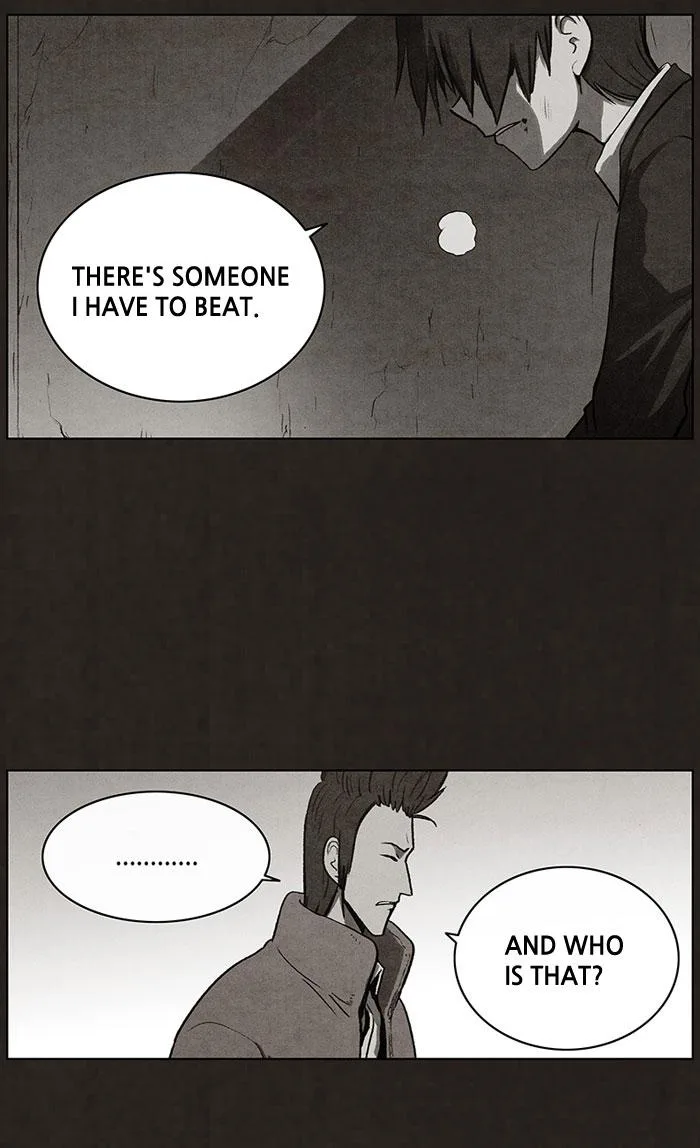 THERE'S SOMEONE
I HAVE TO BEAT.
............
AND WHO
IS THAT?